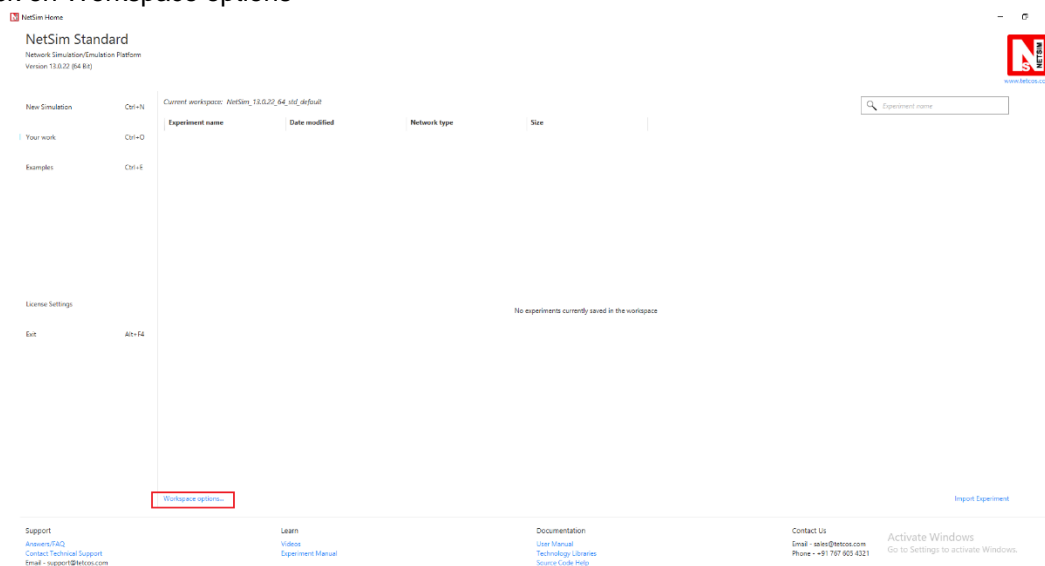 on Workspace options
NetSim Home
NetSim Standard
Network Simulation/Emulation Platform
Version 13.0.22 (64 Bit)
NETSIM
www.tetcos.co
New Simulation Ctrl+N
Current workspace: NetSim_13.0.22_64_std_default
Experiment name
Experiment name Date modified Network type Size
Your work Ctrl+O
Examples Ctrl+E
License Settings
No experiments currently saved in the workspace
Exit Alt+F4
Workspace options...
Import Experiment
Support Learn Documentation Contact Us
Answers/FAQ Videos User Manual Email - sales@tetcos.com
Contact Technical Support Experiment Manual Technology Libraries Phone - +91 767 605 4321
Email - support@tetcos.com Source Code Help
Activate Windows
Go to Settings to activate Windows.